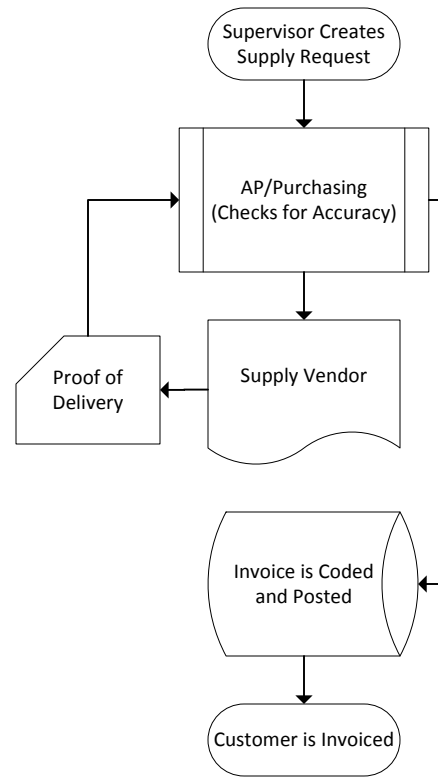 Supervisor Creates
Supply Request
AP/Purchasing
(Checks for Accuracy)
Proof of
Delivery
Supply Vendor
Invoice is Coded
and Posted
Customer is Invoiced